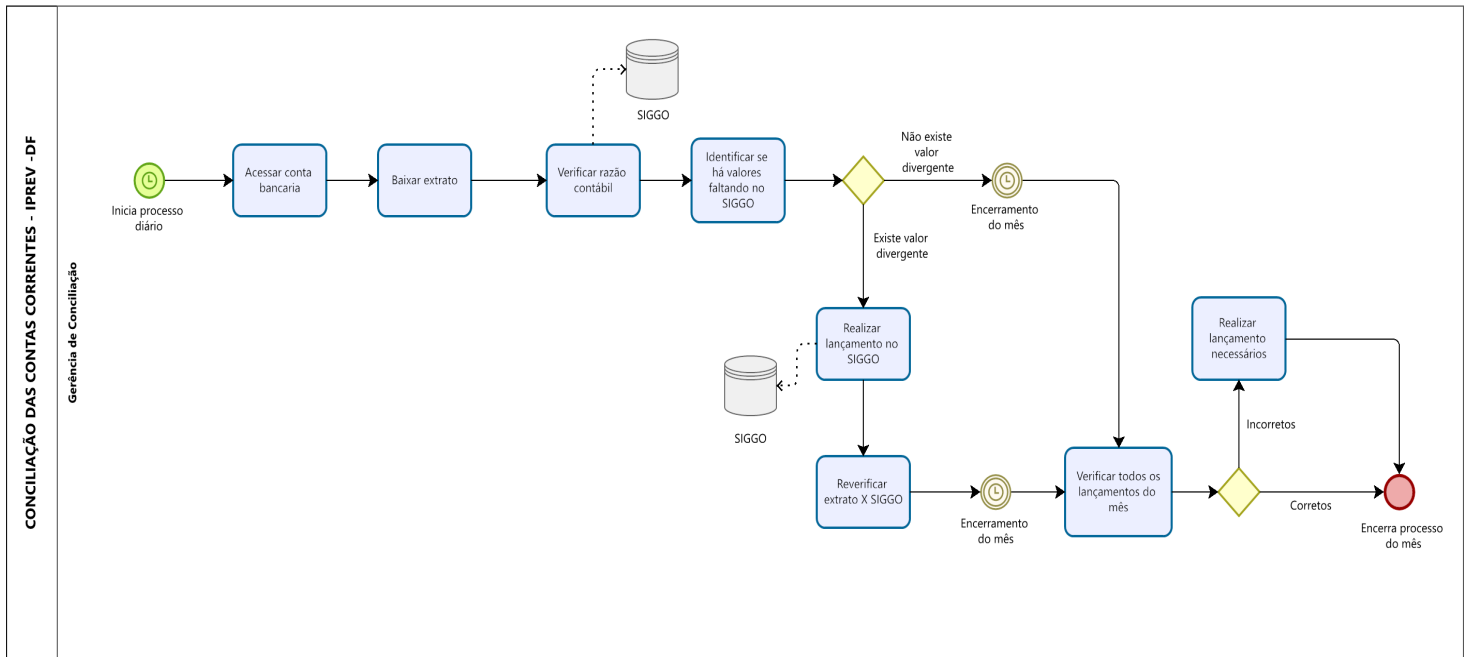 CONCILIAÇÃO DAS CONTAS CORRENTES - IPREV -DF
Gerência de Conciliação
Inicia processo
diário
Acessar conta
bancaria
Baixar extrato
Verificar razão
contábil
SIGGO
Identificar se
há valores
faltando no
SIGGO
Não existe
valor
divergente
Encerramento
do mês
Existe valor
divergente
Realizar
lançamento no
SIGGO
SIGGO
Reverificar
extrato X SIGGO
Encerramento
do mês
Verificar todos os
lançamentos do
mês
Incorretos
Realizar
lançamento
necessários
Corretos
Encerra processo
do mês